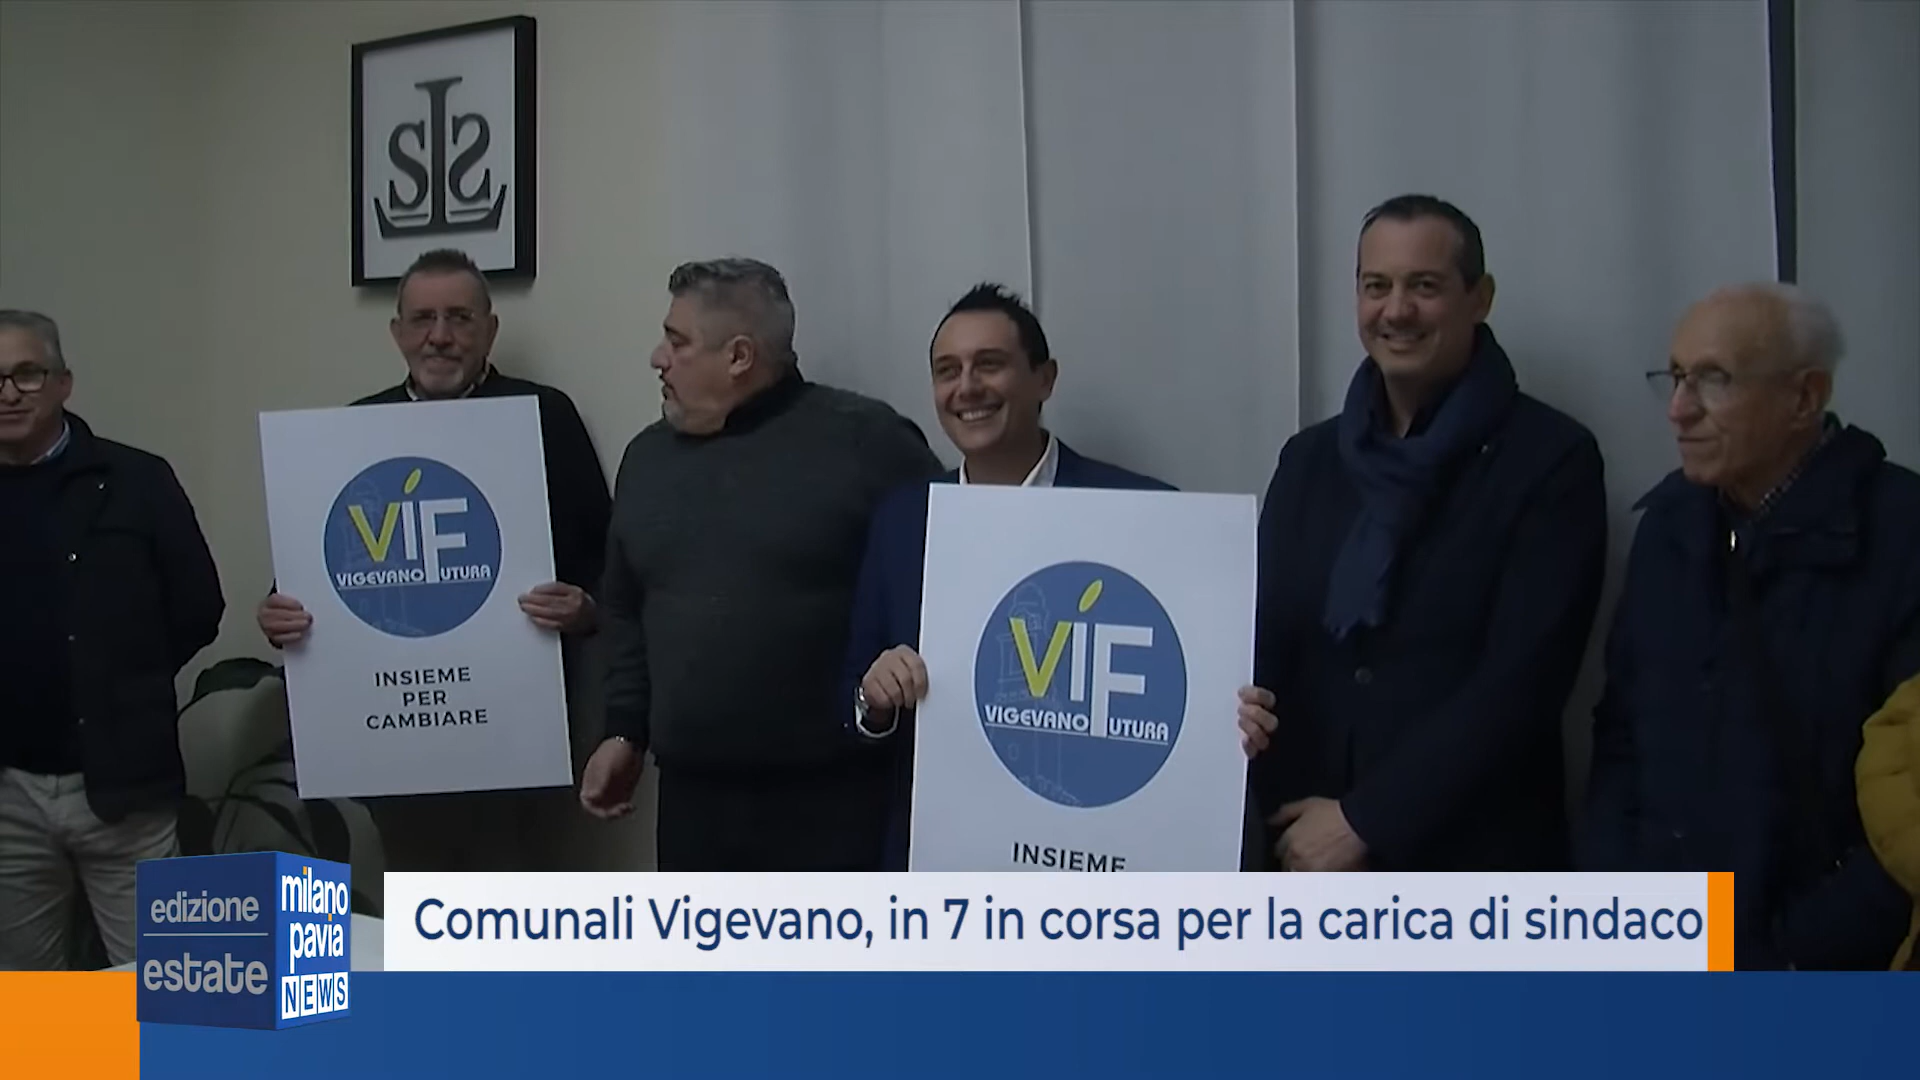 SIS
VIF
VIGEVANO FUTURA
INSIEME
PER
CAMBIARE
VIF
VIGEVANO FUTURA
INSIEME
edizione
estate
milano
pavia
NEWS
Comunali Vigevano, in 7 in corsa per la carica di sindaco